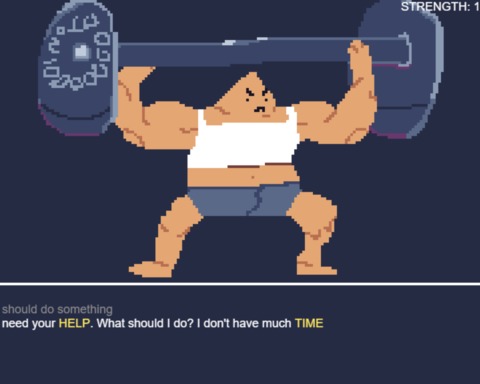 STRENGTH: 1
should do something
need your HELP. What should I do? I don't have much TIME